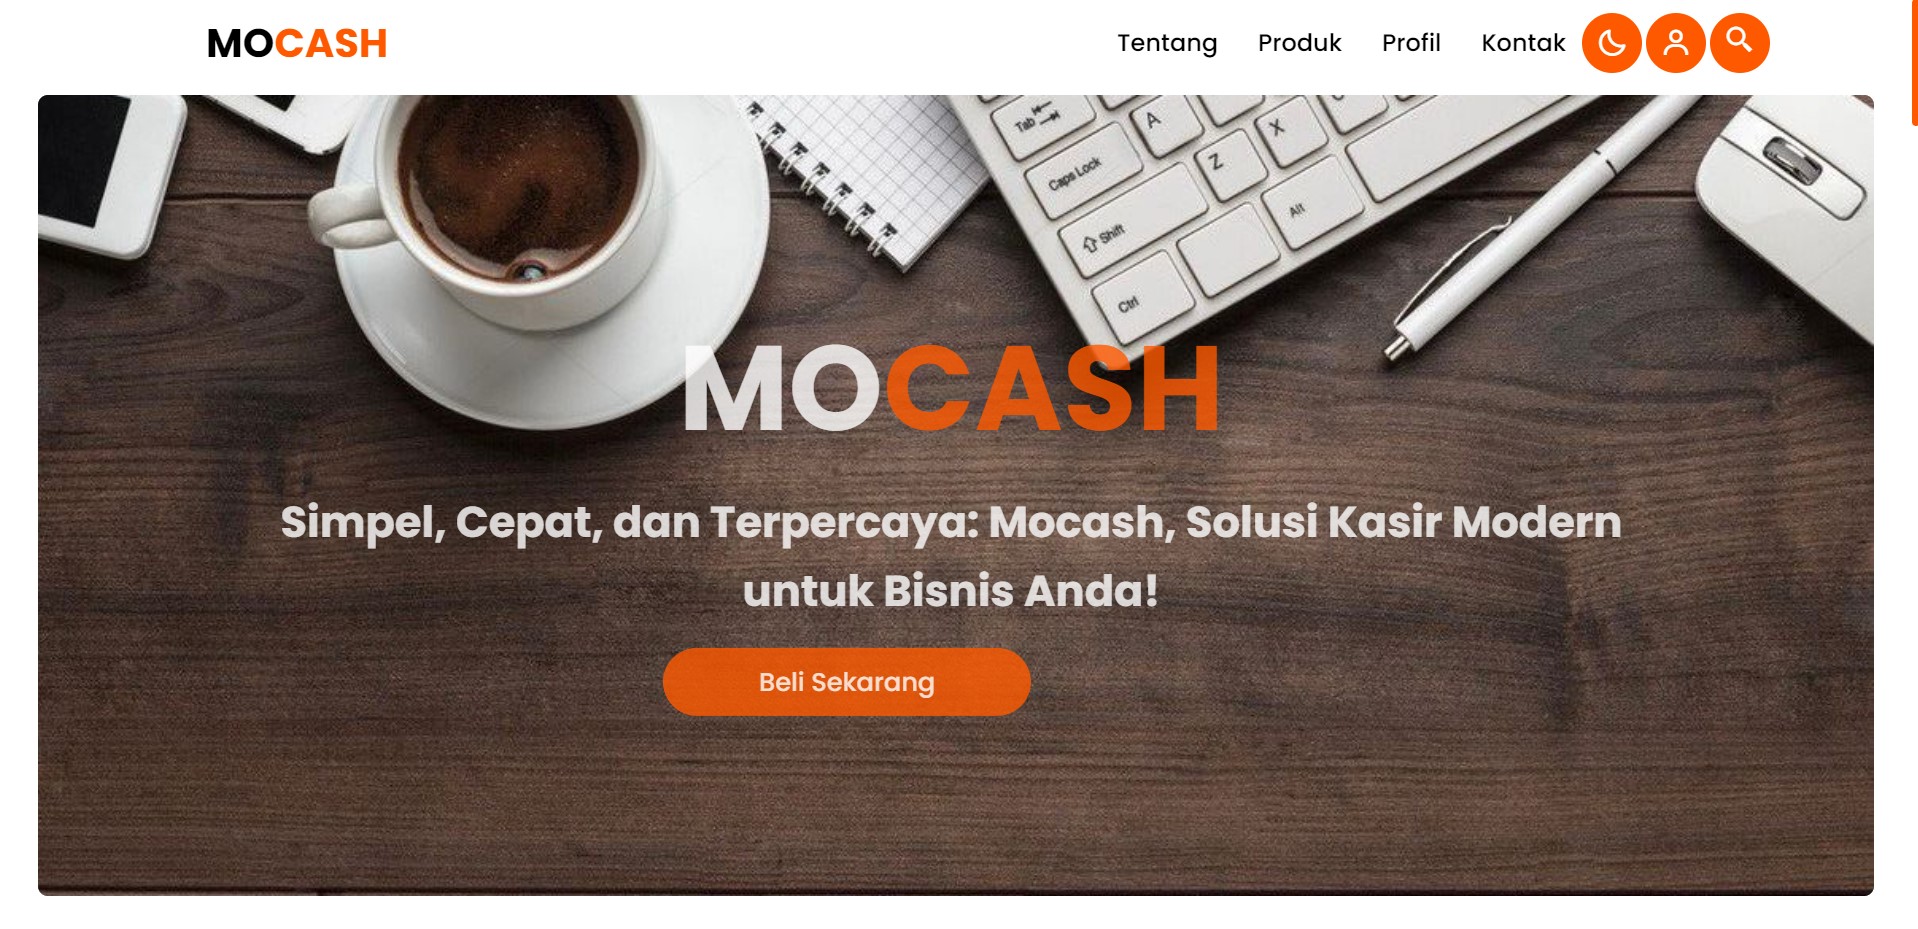 MOCASH
Tentang Produk Profil Kontak
Tab
A
Caps Lock
Z
X
Shift
Alt
Ctrl
MOCASH
Simpel, Cepat, dan Terpercaya: Mocash, Solusi Kasir Modern
untuk Bisnis Anda!
Beli Sekarang